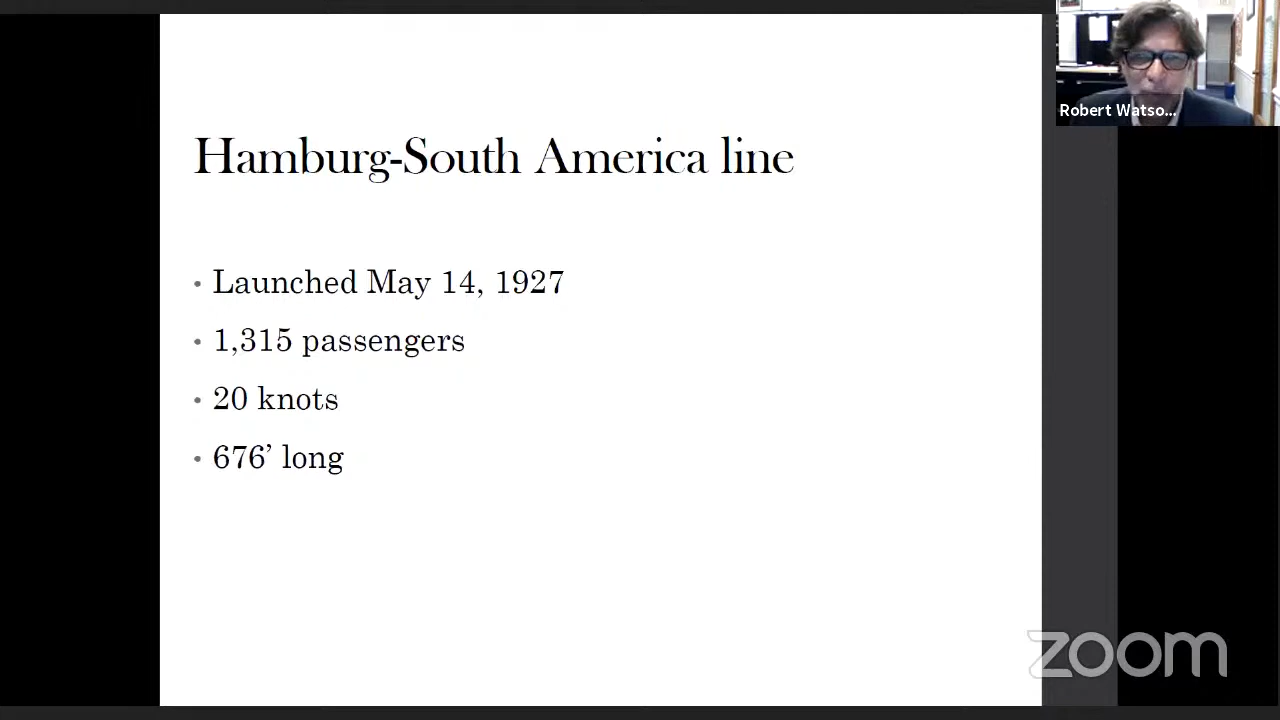 Hamburg-South America line
• Launched May 14, 1927
• 1,315 passengers
• 20 knots
• 676’ long
Robert Watso...
zoom